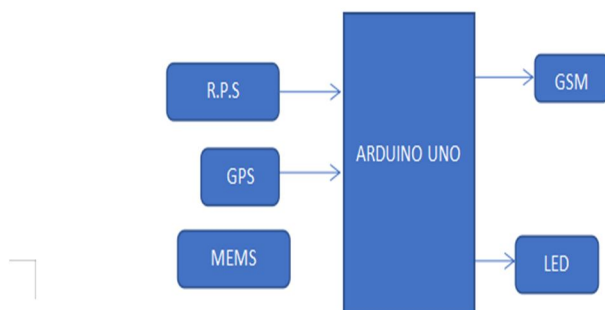 R.P.S
GPS
MEMS
ARDUINO UNO
GSM
LED